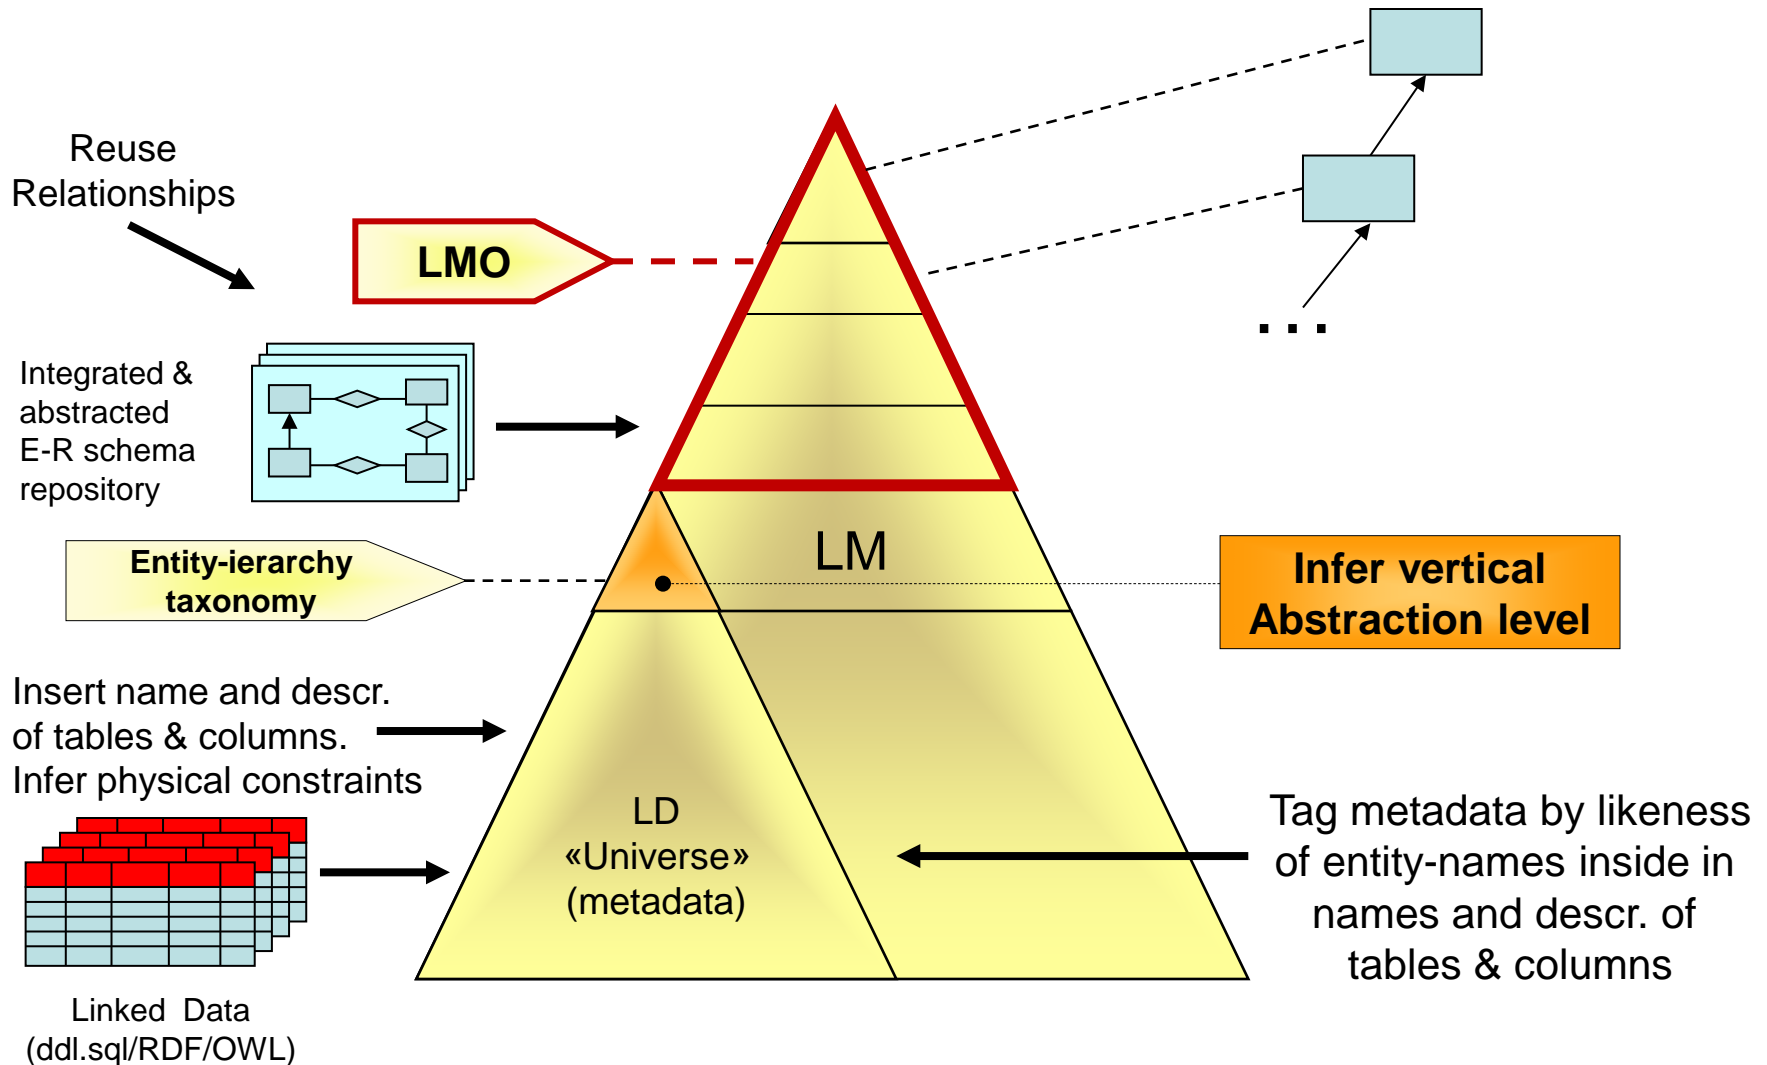 Reuse
Relationships
LMO
. . .
Integrated &
abstracted
E-R schema
repository
Entity-ierarchy
taxonomy
LM
Infer vertical
Abstraction level
Insert name and descr.
of tables & columns.
Infer physical constraints
LD
«Universe»
(metadata)
Tag metadata by likeness
of entity-names inside in
names and descr. of
tables & columns
Linked Data
(ddl.sql/RDF/OWL)